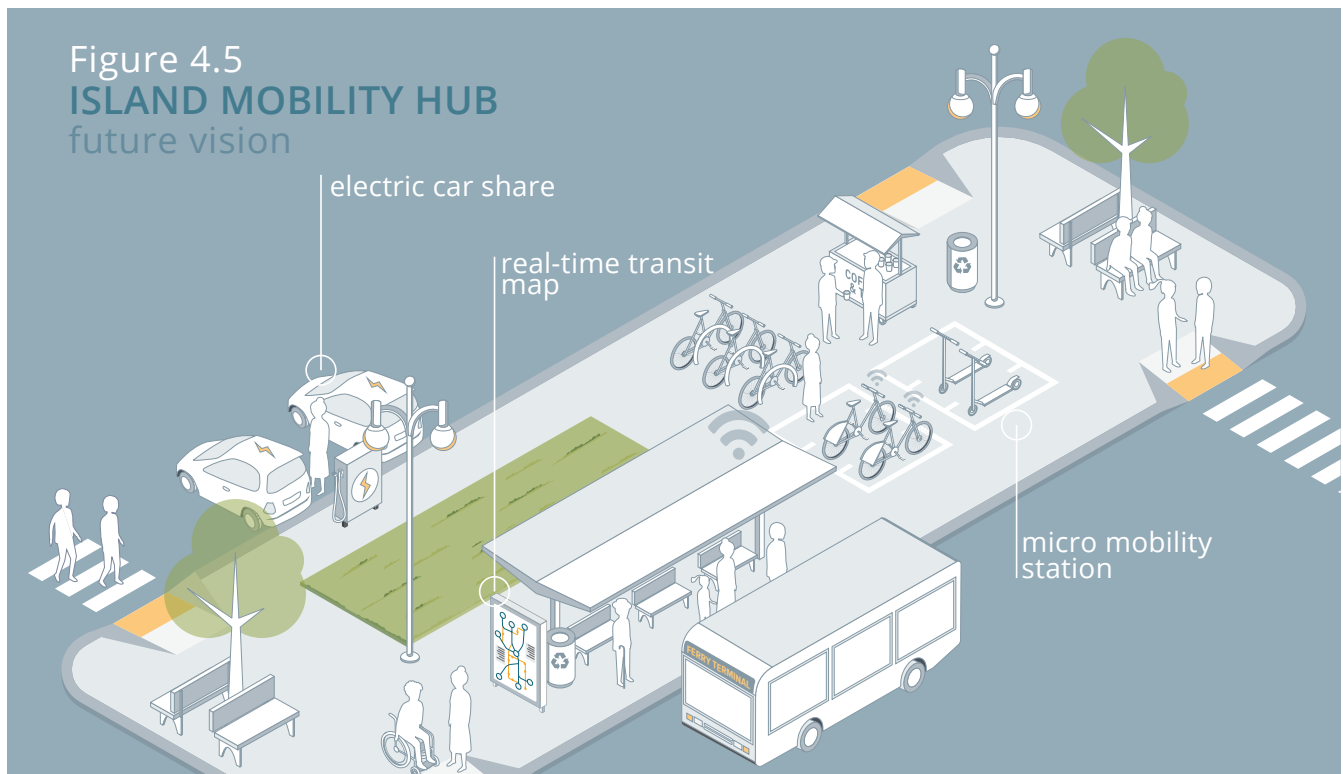 Figure 4.5
ISLAND MOBILITY HUB
future vision
electric car share
real-time transit
map
COF
& T
micro mobility
station
FERRY TERMINAL